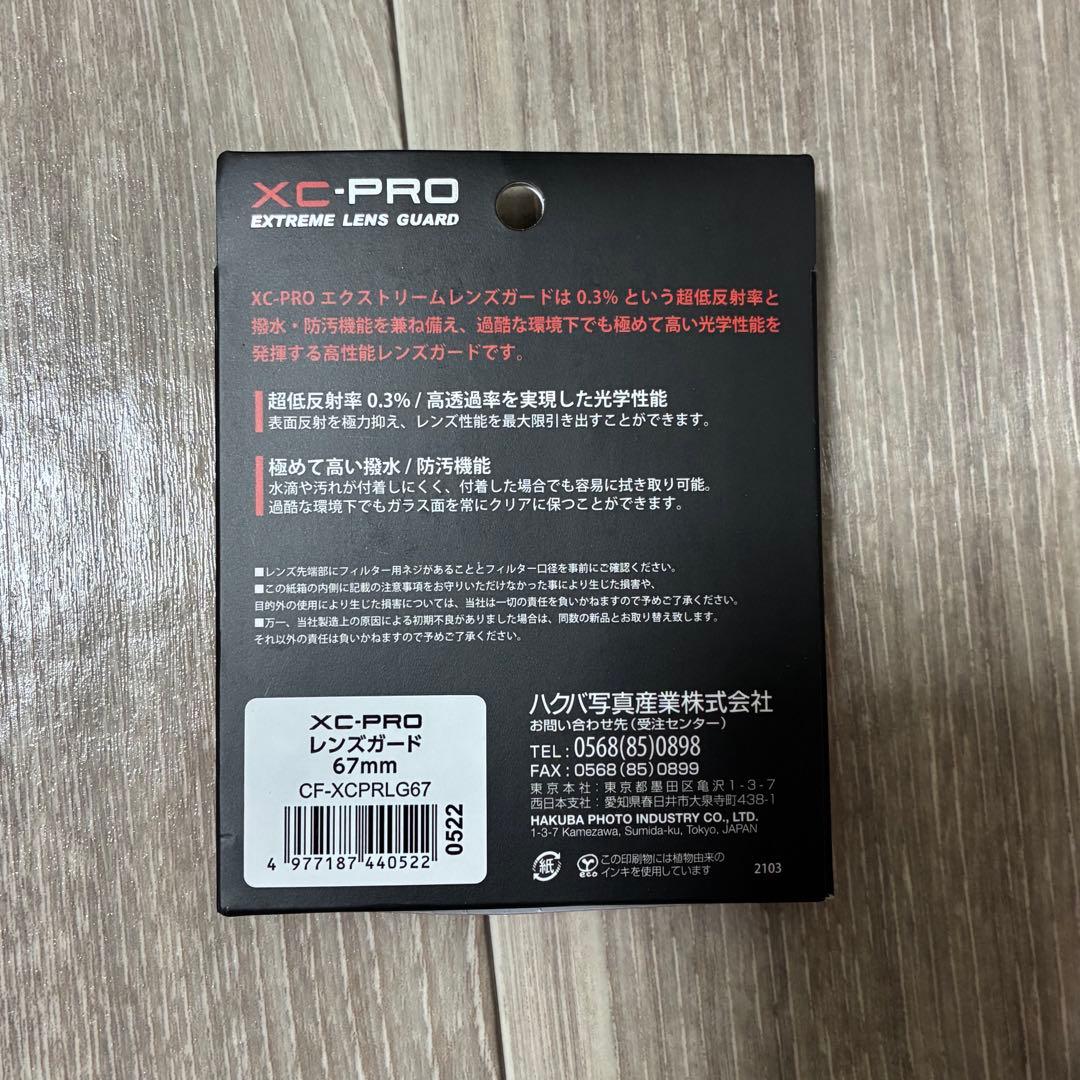 XC-PRO
EXTREME LENS GUARD
XC-PRO エクストリームレンズガードは 0.3% という超低反射率と
撥水・防汚機能を兼ね備え、過酷な環境下でも極めて高い光学性能を
発揮する高性能レンズガードです。
超低反射率 0.3% / 高透過率を実現した光学性能
表面反射を極力抑え、レンズ性能を最大限引き出すことができます。
極めて高い撥水 / 防汚機能
水滴や汚れが付着しにくく、付着した場合でも容易に拭き取り可能。
過酷な環境下でもガラス面を常にクリアに保つことができます。
■レンズ先端部にフィルター用ネジがあることとフィルター口径を事前にご確認ください。
■この紙箱の内側に記載の注意事項をお守りいただけなかった事により生じた損害や、
目的外の使用により生じた損害については、当社は一切の責任を負いかねますので予めご了承ください。
■万一、当社製造上の原因による初期不良がありました場合は、同数の新品とお取り替え致します。
それ以外の責任は負いかねますので予めご了承ください。
XC-PRO
レンズガード
67mm
CF-XCPRLG67
4 977187 440522
0522
ハクバ写真産業株式会社
お問い合わせ先(受注センター)
TEL : 0568(85)0898
FAX : 0568(85)0899
東京本社 : 東京都墨田区亀沢1-3-7
西日本支社 : 愛知県春日井市大泉寺町438-1
HAKUBA PHOTO INDUSTRY CO., LTD.
1-3-7 Kamezawa, Sumida-ku, Tokyo, JAPAN
紙
eco
この印刷物には植物由来の
インキを使用しています
2103